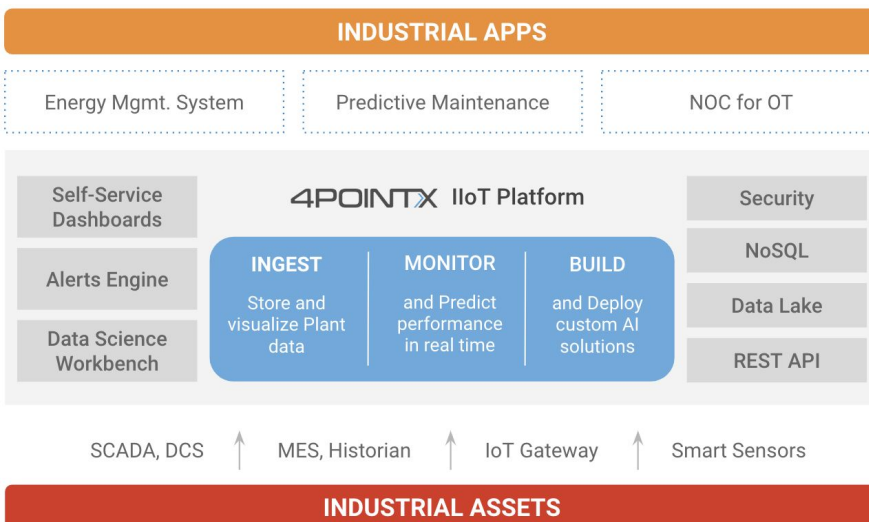 INDUSTRIAL APPS
Energy Mgmt. System
Predictive Maintenance
NOC for OT
4POINTX IIoT Platform
Self-Service
Dashboards
Alerts Engine
Data Science
Workbench
INGEST
Store and
visualize Plant
data
MONITOR
and Predict
performance
in real time
BUILD
and Deploy
custom AI
solutions
Security
NoSQL
Data Lake
REST API
SCADA, DCS
MES, Historian
IoT Gateway
Smart Sensors
INDUSTRIAL ASSETS